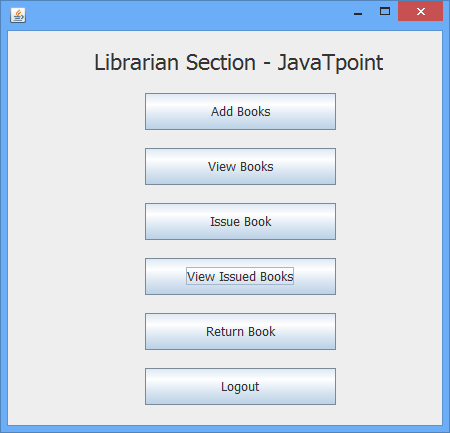 Librarian Section - JavaTpoint
Add Books
View Books
Issue Book
View Issued Books
Return Book
Logout